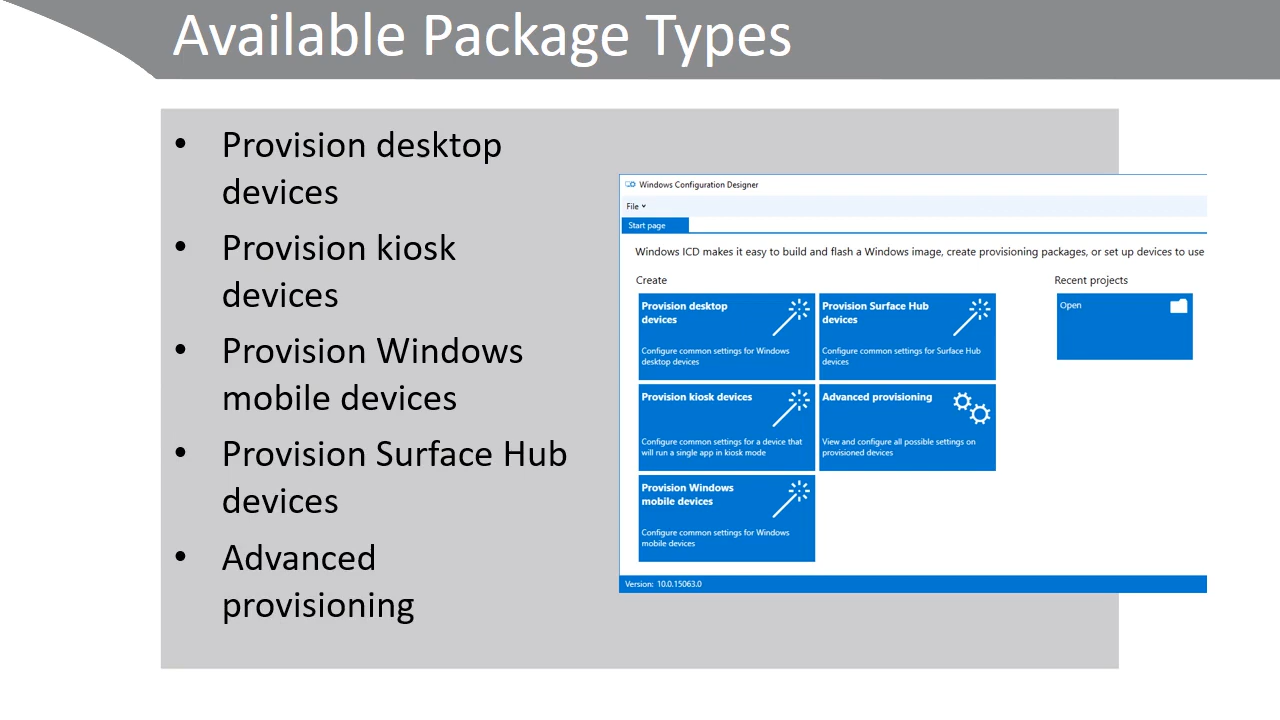 Available Package Types
• Provision desktop
devices
• Provision kiosk
devices
• Provision Windows
mobile devices
• Provision Surface Hub
devices
• Advanced
provisioning
Windows Configuration Designer
File
Start page
Windows ICD makes it easy to build and flash a Windows image, create provisioning packages, or set up devices to use
Create
Provision desktop
devices
Configure common settings for Windows
desktop devices
Provision Surface Hub
devices
Configure common settings for Surface Hub
devices
Provision kiosk devices
Configure common settings for a device that
will run a single app in kiosk mode
Advanced provisioning
View and configure all possible settings on
provisioned devices
Provision Windows
mobile devices
Configure common settings for Windows
mobile devices
Recent projects
Open
Version: 10.0.15063.0